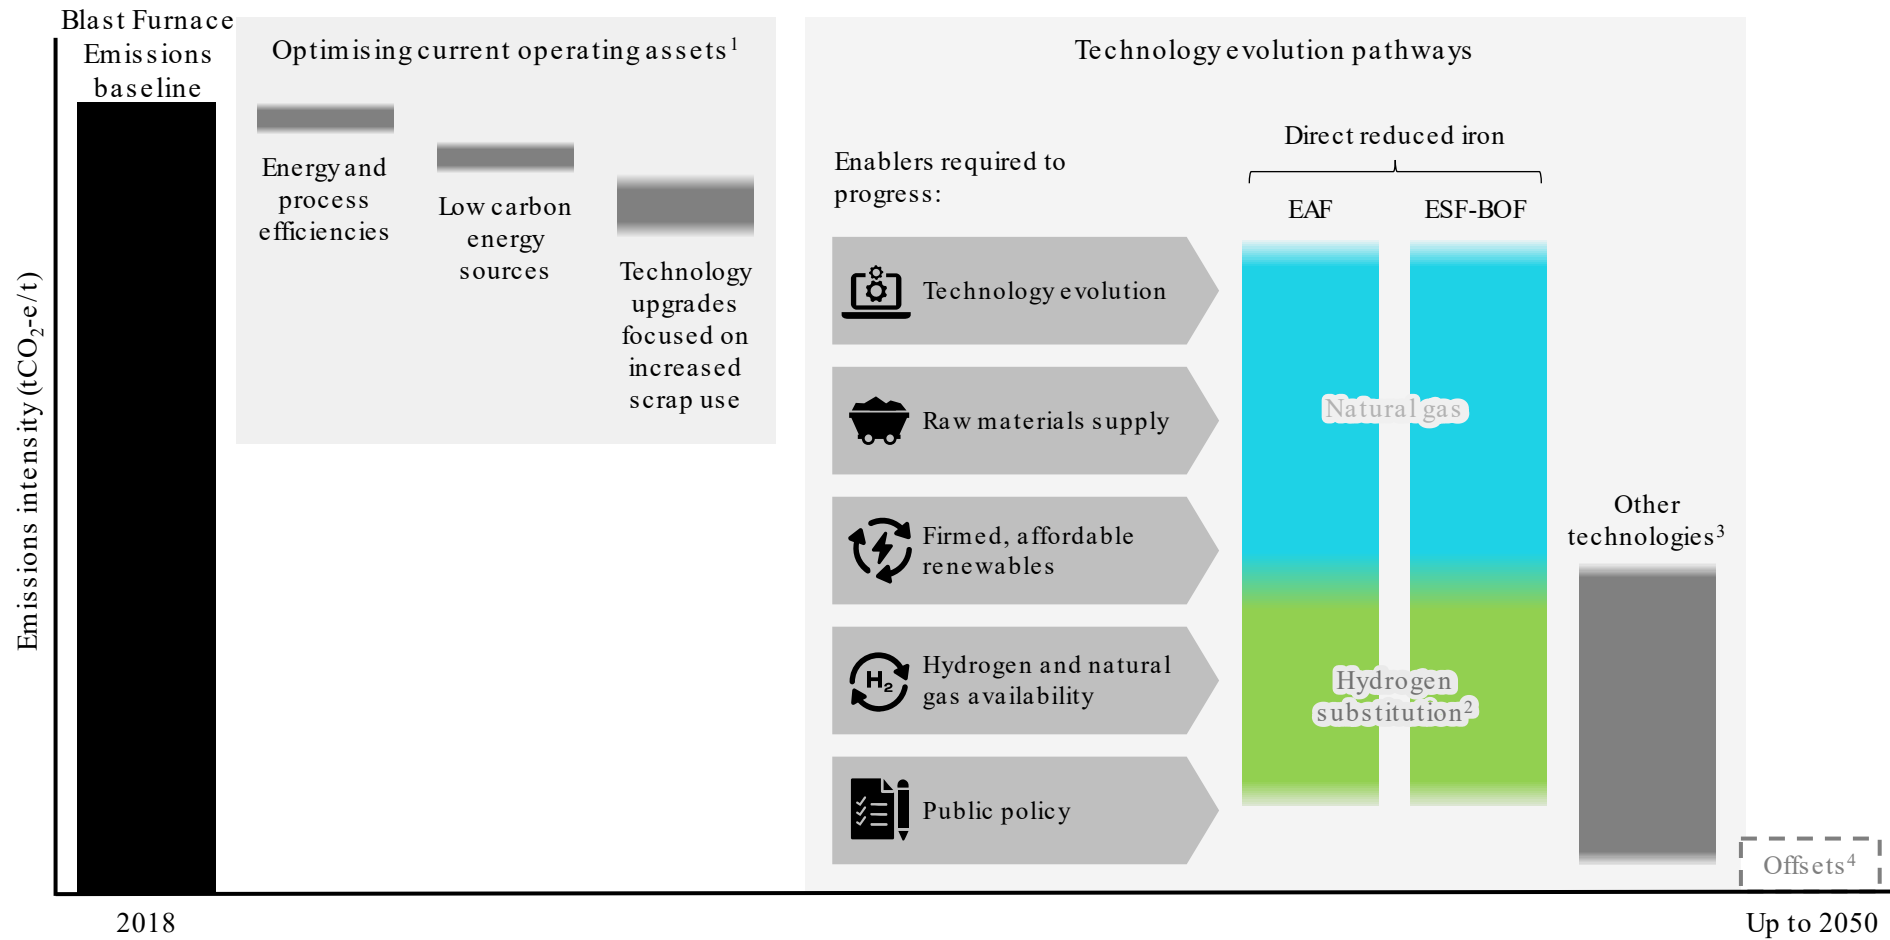 Blast Furnace
Emissions
baseline
Optimising current operating assets¹
Energy and
process
efficiencies
Low carbon
energy
sources
Technology
upgrades
focused on
increased
scrap use
Technology evolution pathways
Enablers required to
progress:
Technology evolution
Raw materials supply
Firmed, affordable
renewables
H₂
Hydrogen and natural
gas availability
Public policy
Direct reduced iron
EAF
ESF-BOF
Natural gas
Hydrogen
substitution²
Other
technologies³
Offsets⁴
Emissions intensity (tCO₂-e/t)
2018
Up to 2050